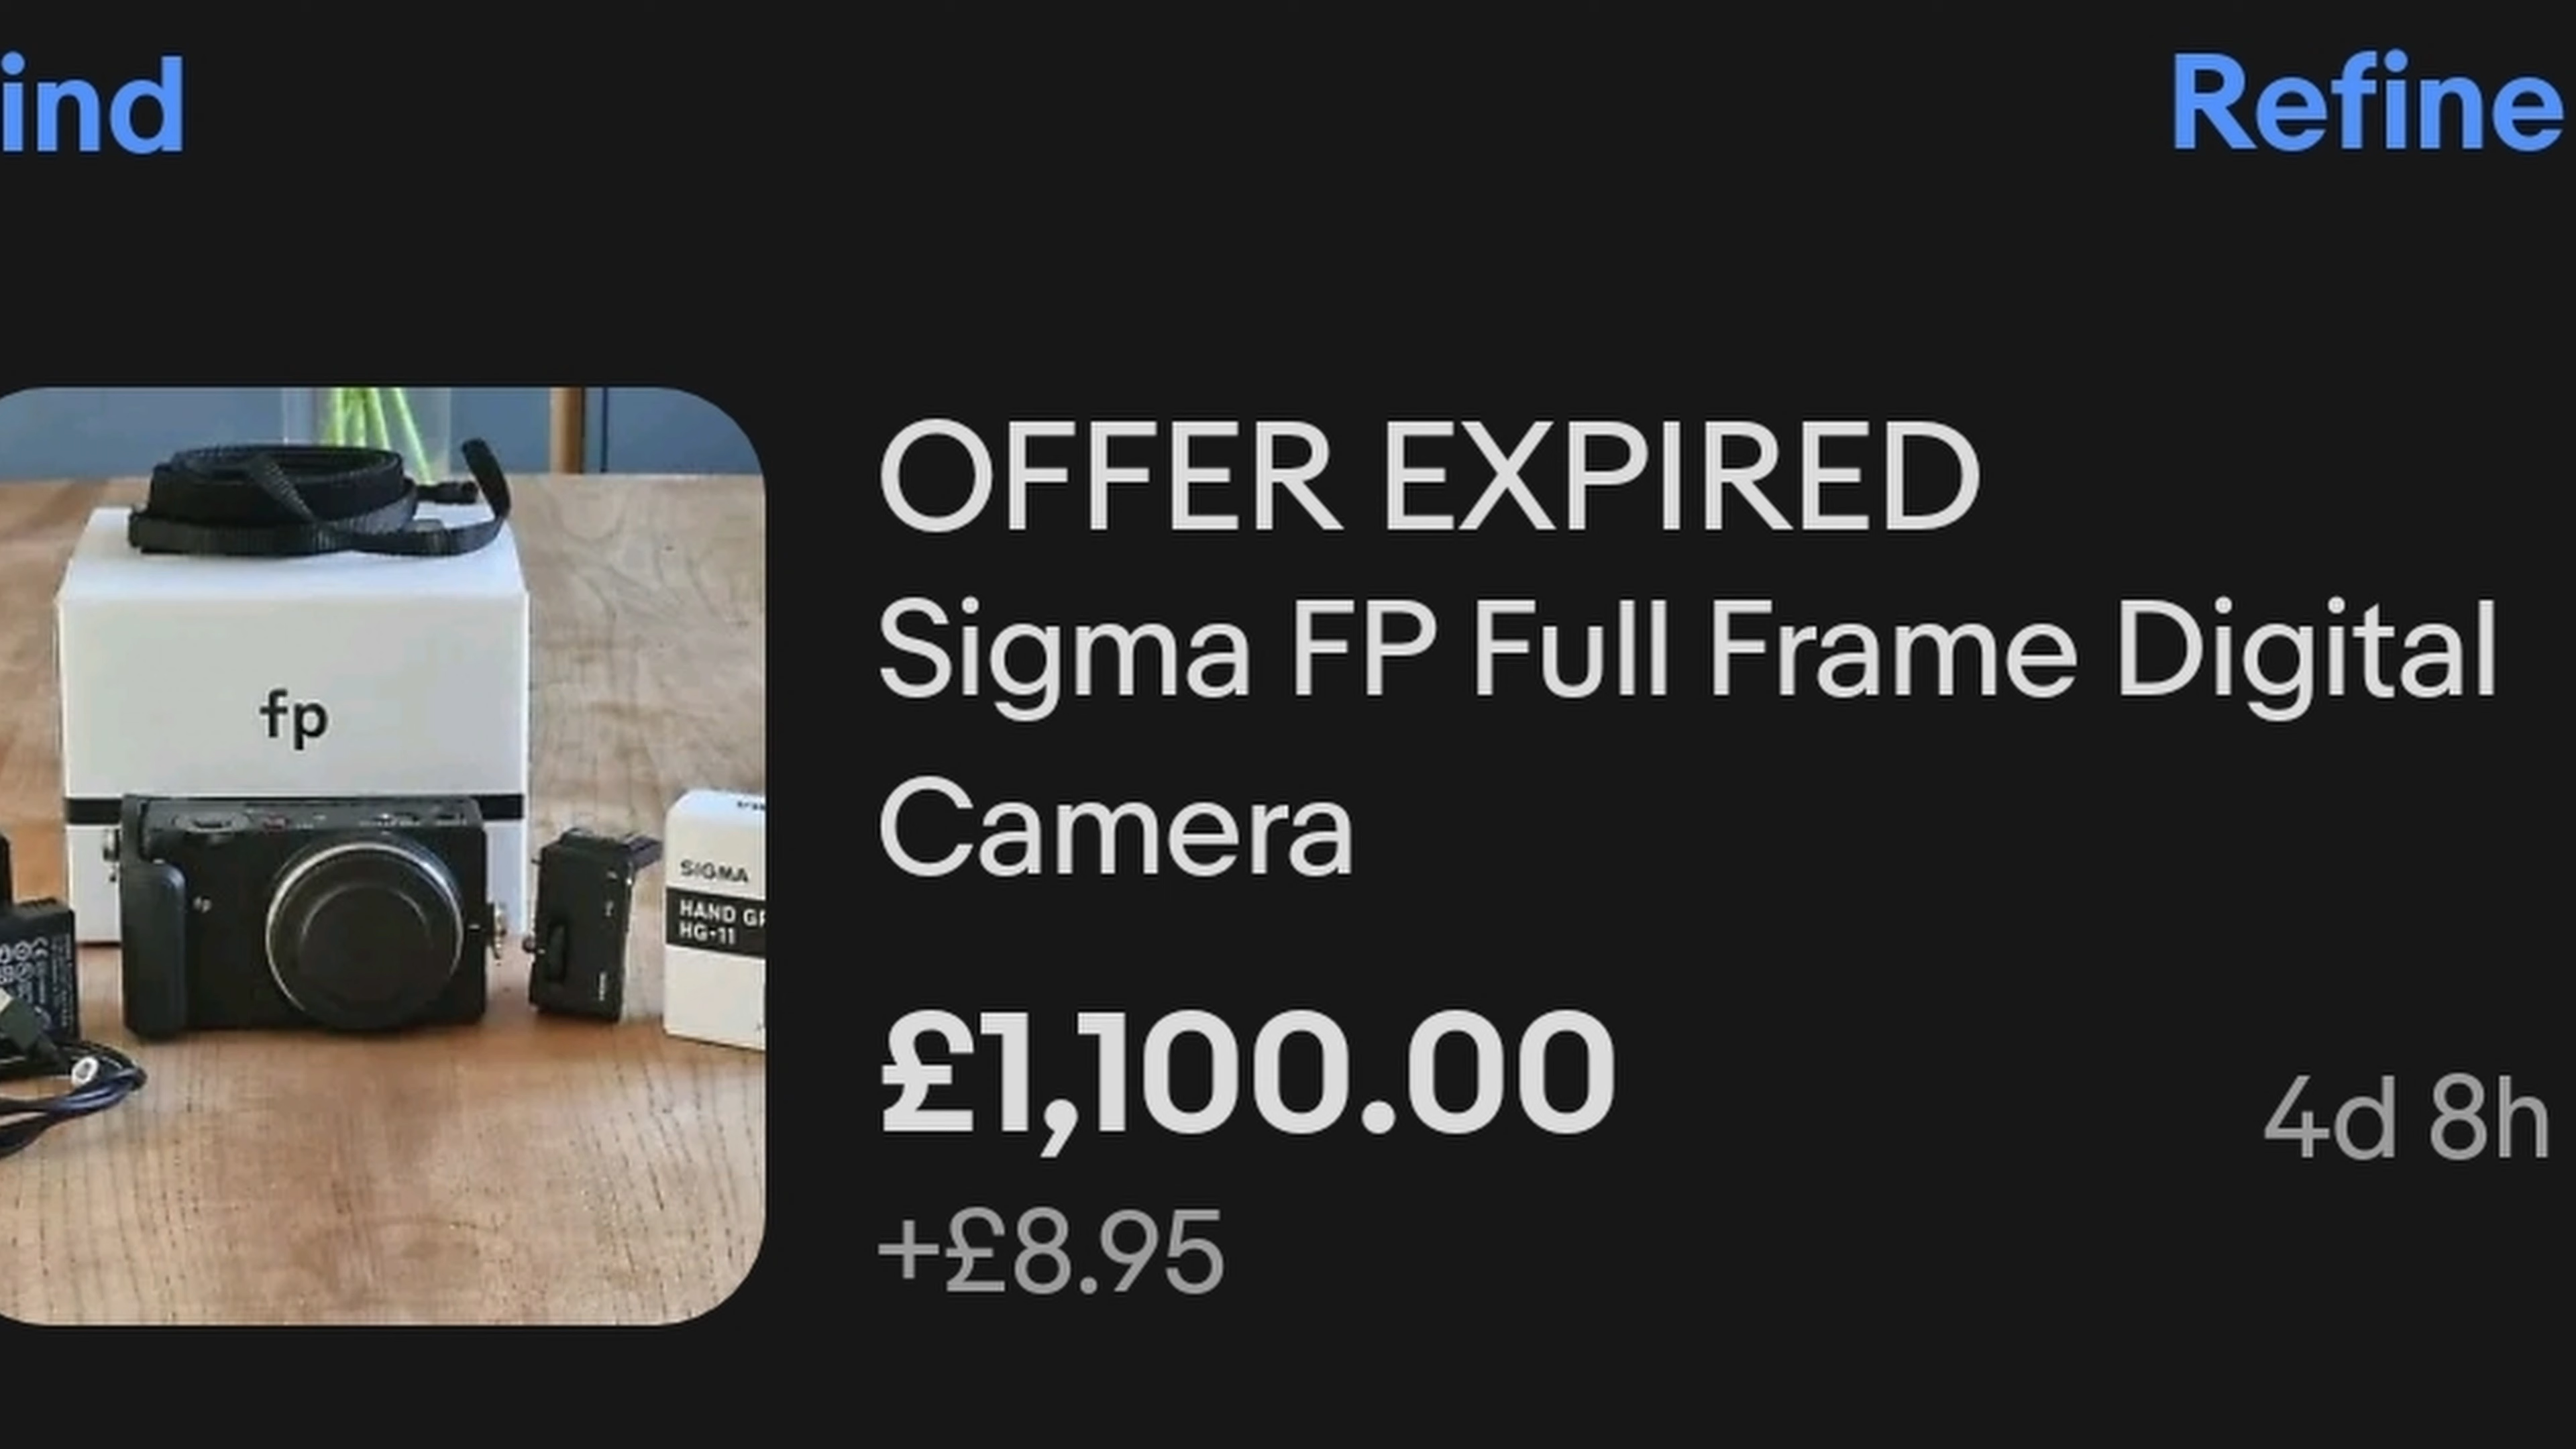 ind
Refine
OFFER EXPIRED
Sigma FP Full Frame Digital
Camera
£1,100.00
4d 8h
+£8.95
fp
SIGMA
HAND GR
HG-11